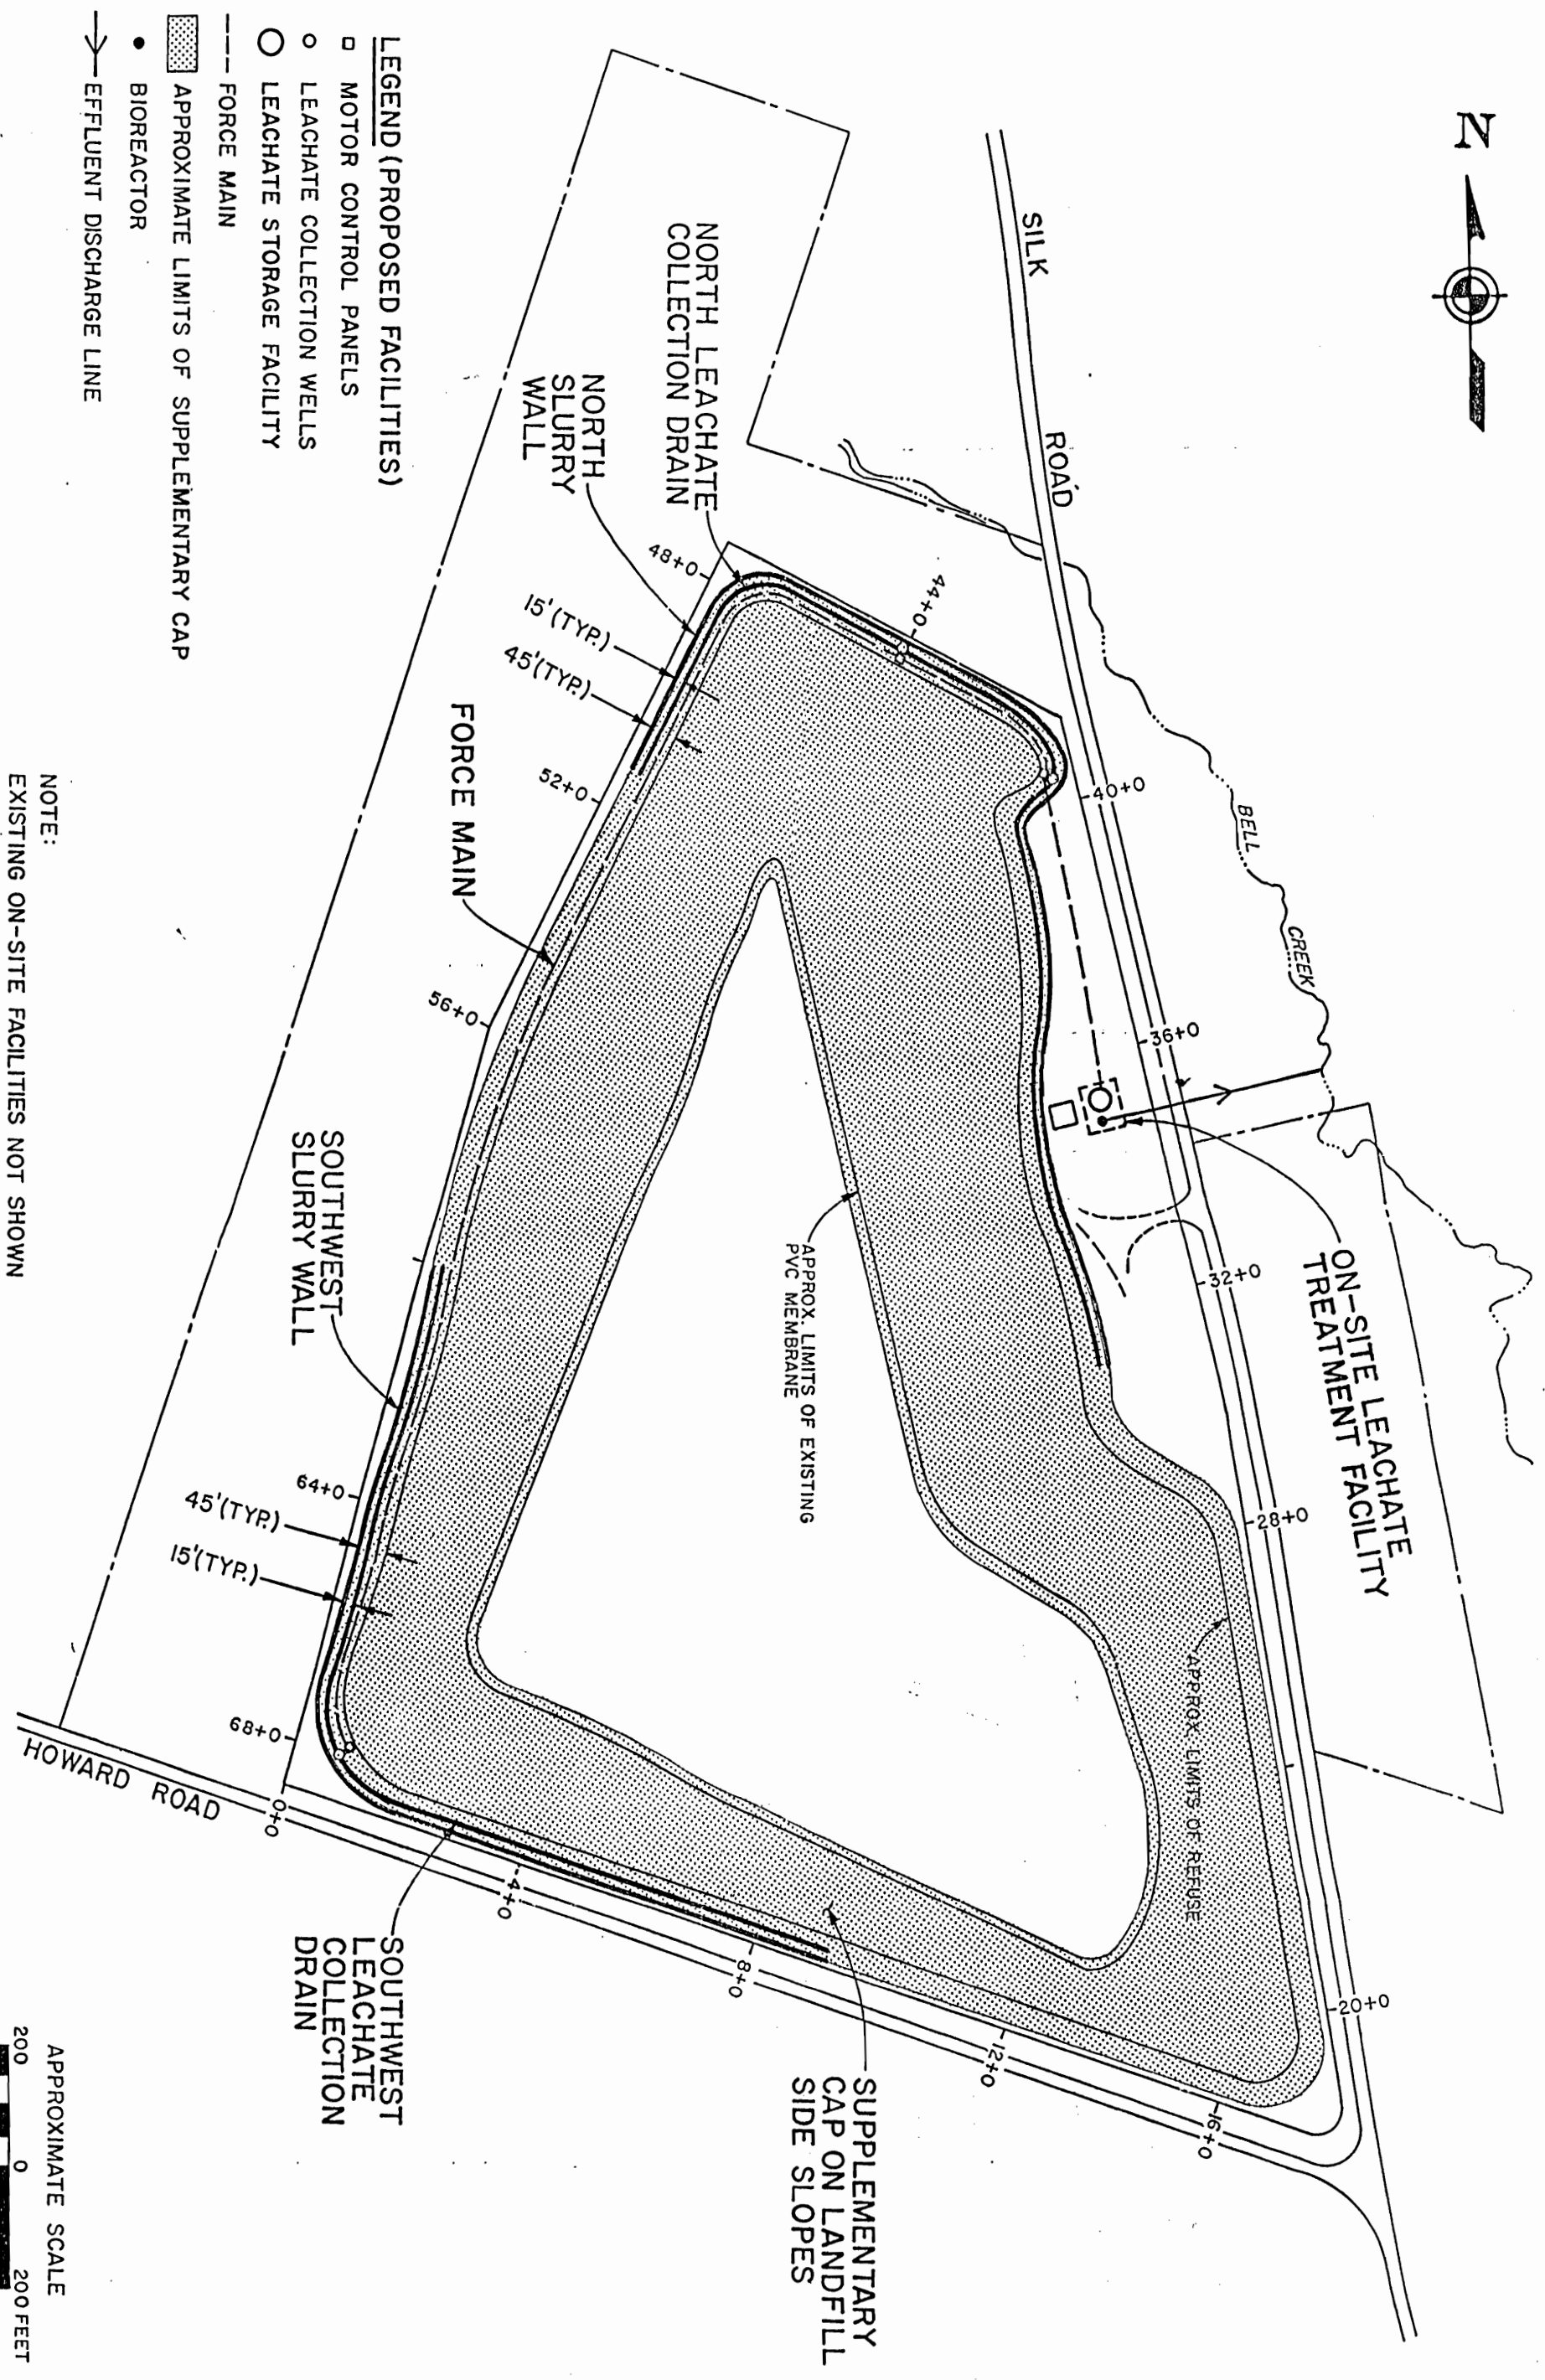 N
SILK ROAD
BELL CREEK
NORTH LEACHATE
COLLECTION DRAIN
NORTH
SLURRY
WALL
48+0
44+0
40+0
15' (TYP.)
45' (TYP.)
52+0
FORCE MAIN
56+0
36+0
32+0
ON-SITE LEACHATE
TREATMENT FACILITY
APPROX. LIMITS OF EXISTING
PVC MEMBRANE
28+0
APPROX. LIMITS OF REFUSE
SOUTHWEST
SLURRY WALL
64+0
45' (TYP.)
15' (TYP.)
68+0
HOWARD ROAD
0+0
4+0
8+0
12+0
16+0
20+0
SOUTHWEST
LEACHATE
COLLECTION
DRAIN
SUPPLEMENTARY
CAP ON LANDFILL
SIDE SLOPES
LEGEND (PROPOSED FACILITIES)
MOTOR CONTROL PANELS
LEACHATE COLLECTION WELLS
LEACHATE STORAGE FACILITY
FORCE MAIN
APPROXIMATE LIMITS OF SUPPLEMENTARY CAP
BIOREACTOR
EFFLUENT DISCHARGE LINE
NOTE:
EXISTING ON-SITE FACILITIES NOT SHOWN
APPROXIMATE SCALE
200 0 200 FEET